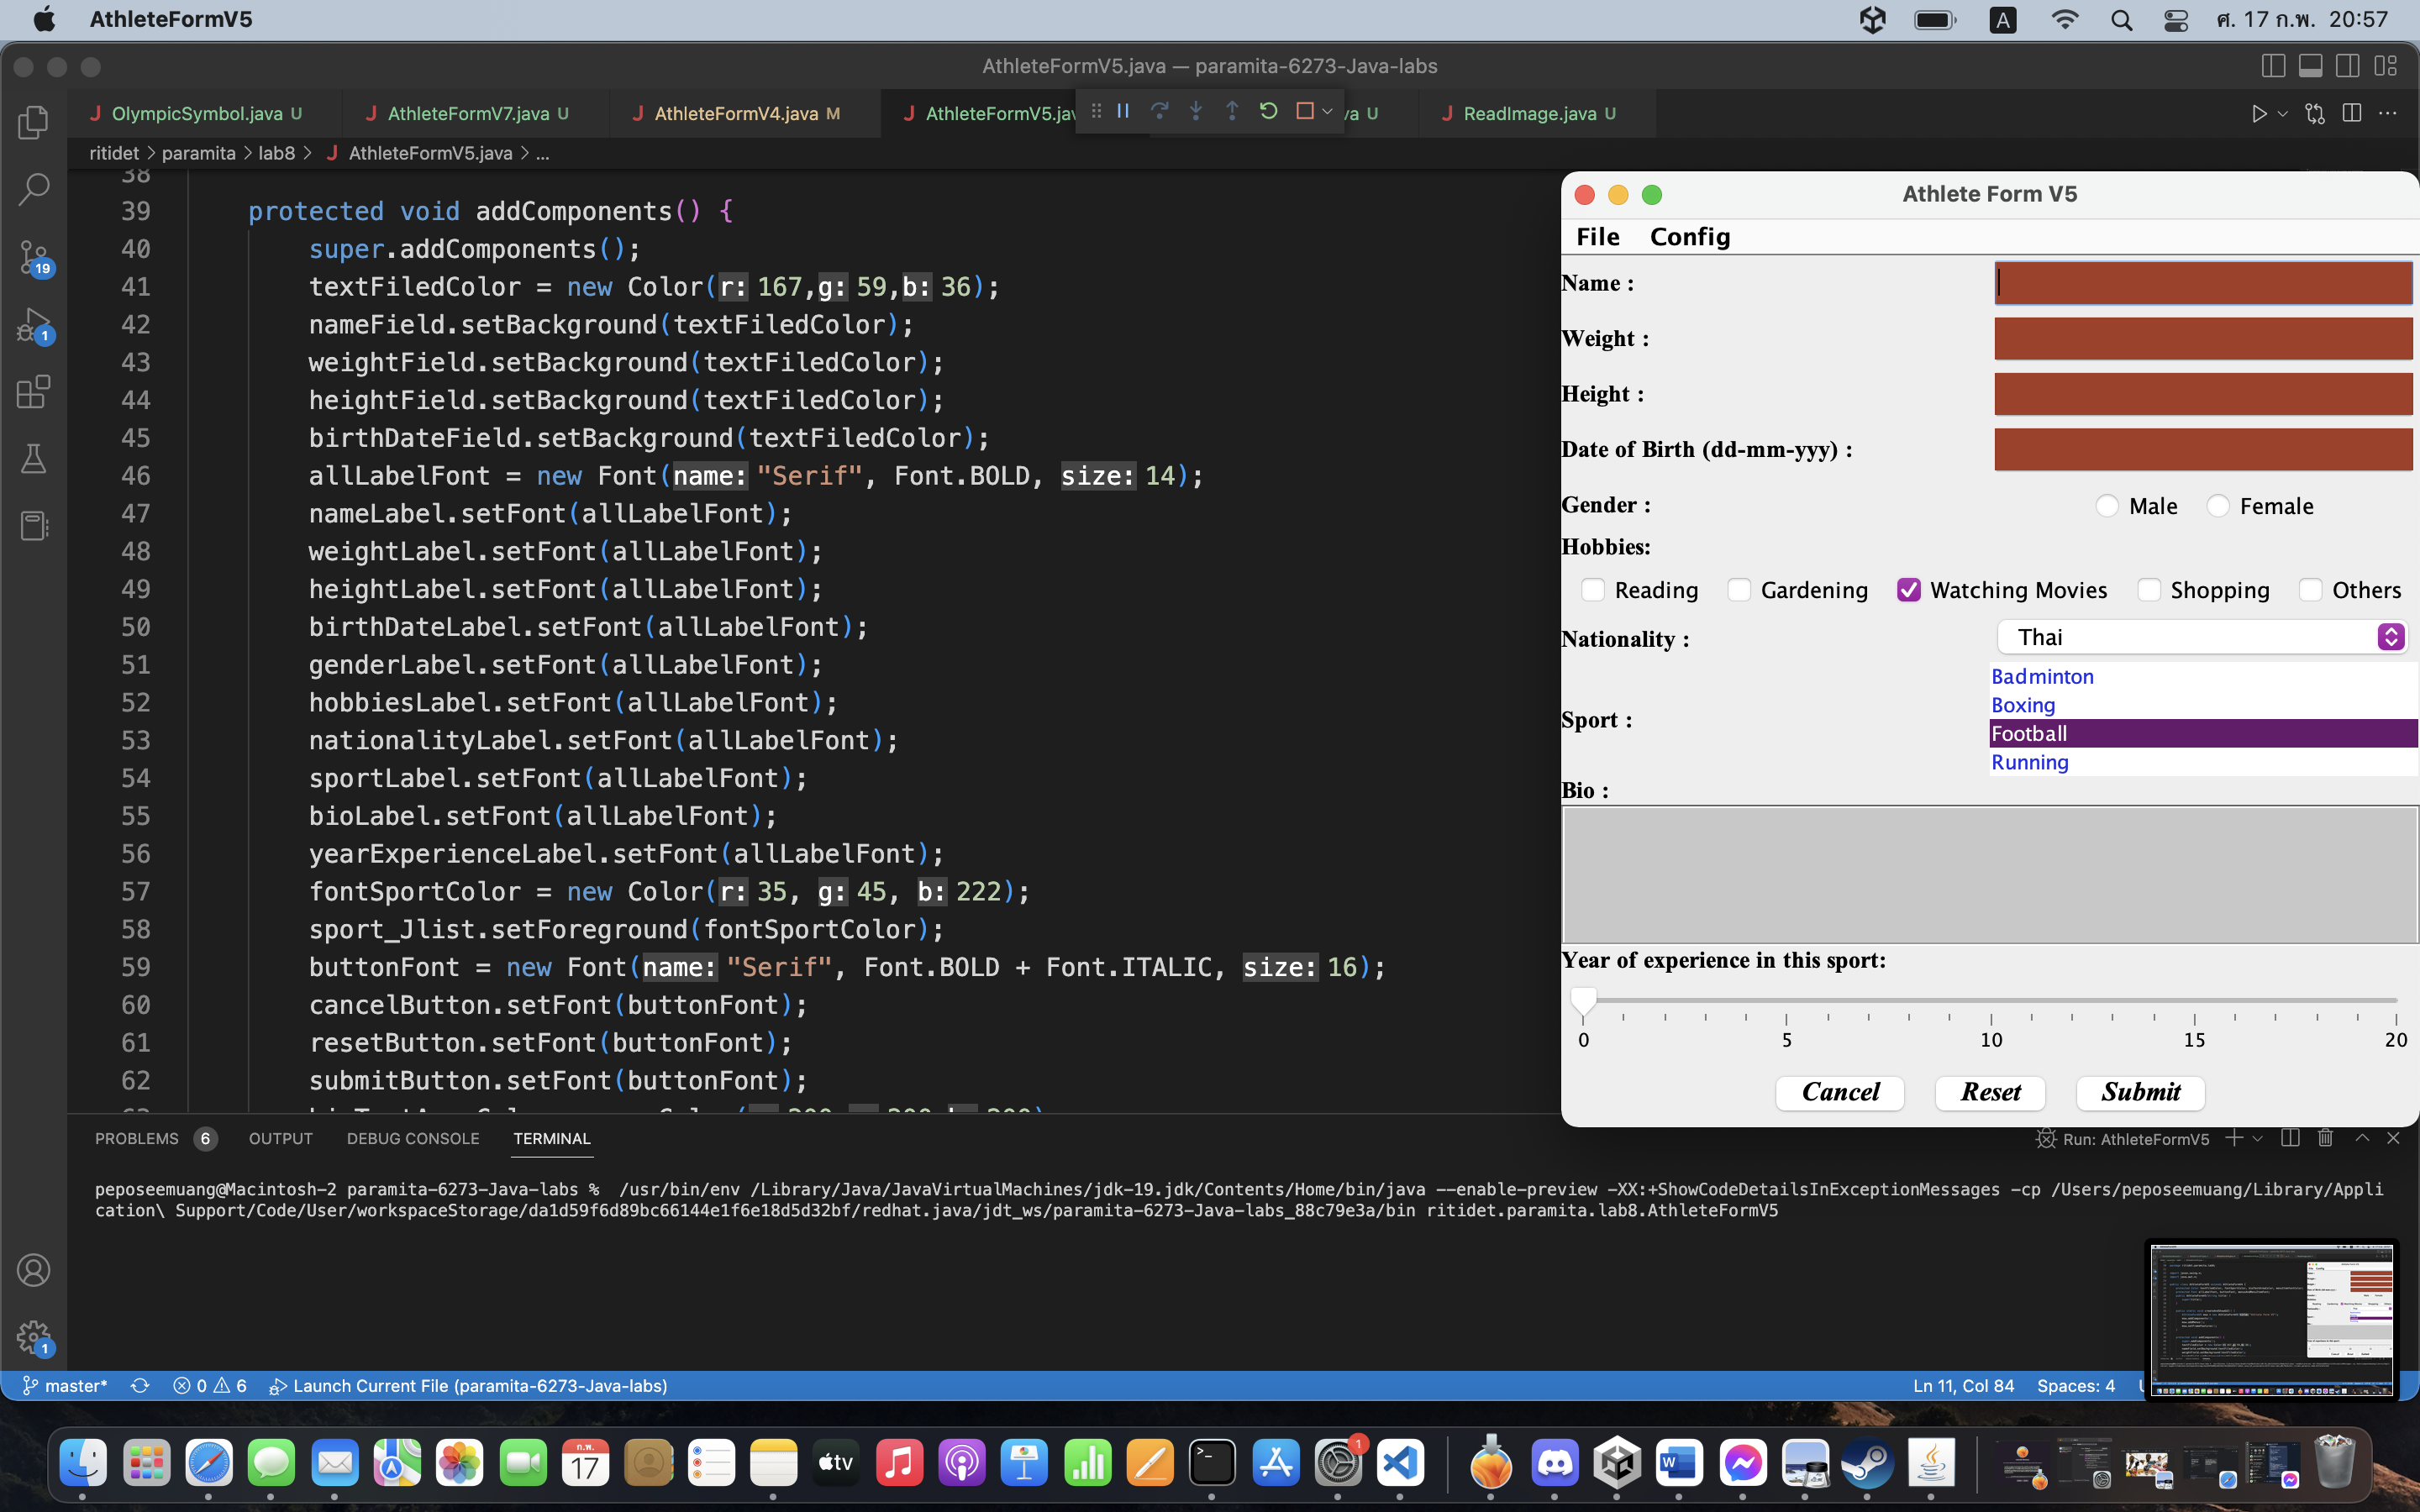 AthleteFormV5
A
ศ. 17 ก.พ. 20:57
AthleteFormV5.java — paramita-6273-Java-labs
J OlympicSymbol.java U
J AthleteFormV7.java U
J AthleteFormV4.java M
J AthleteFormV5.jav
va U
J ReadImage.java U
ritidet > paramita > lab8 > J AthleteFormV5.java > ...
38
39 protected void addComponents() {
40 super.addComponents();
41 textFiledColor = new Color(r: 167,g: 59,b: 36);
42 nameField.setBackground(textFiledColor);
43 weightField.setBackground(textFiledColor);
44 heightField.setBackground(textFiledColor);
45 birthDateField.setBackground(textFiledColor);
46 allLabelFont = new Font(name: "Serif", Font.BOLD, size: 14);
47 nameLabel.setFont(allLabelFont);
48 weightLabel.setFont(allLabelFont);
49 heightLabel.setFont(allLabelFont);
50 birthDateLabel.setFont(allLabelFont);
51 genderLabel.setFont(allLabelFont);
52 hobbiesLabel.setFont(allLabelFont);
53 nationalityLabel.setFont(allLabelFont);
54 sportLabel.setFont(allLabelFont);
55 bioLabel.setFont(allLabelFont);
56 yearExperienceLabel.setFont(allLabelFont);
57 fontSportColor = new Color(r: 35, g: 45, b: 222);
58 sport_Jlist.setForeground(fontSportColor);
59 buttonFont = new Font(name: "Serif", Font.BOLD + Font.ITALIC, size: 16);
60 cancelButton.setFont(buttonFont);
61 resetButton.setFont(buttonFont);
62 submitButton.setFont(buttonFont);
19
1
Athlete Form V5
File Config
Name :
Weight :
Height :
Date of Birth (dd-mm-yyy) :
Gender : Male Female
Hobbies:
Reading Gardening Watching Movies Shopping Others
Nationality : Thai
Badminton
Boxing
Sport :
Football
Running
Bio :
Year of experience in this sport:
0 5 10 15 20
Cancel Reset Submit
PROBLEMS 6 OUTPUT DEBUG CONSOLE TERMINAL
Run: AthleteFormV5
peposeemuang@Macintosh-2 paramita-6273-Java-labs % /usr/bin/env /Library/Java/JavaVirtualMachines/jdk-19.jdk/Contents/Home/bin/java --enable-preview -XX:+ShowCodeDetailsInExceptionMessages -cp /Users/peposeemuang/Library/Appli
cation\ Support/Code/User/workspaceStorage/da1d59f6d89bc66144e1f6e18d5d32bf/redhat.java/jdt_ws/paramita-6273-Java-labs_88c79e3a/bin ritidet.paramita.lab8.AthleteFormV5
1
master* 0 6 Launch Current File (paramita-6273-Java-labs)
Ln 11, Col 84 Spaces: 4
ก.พ.
17
tv
1
W